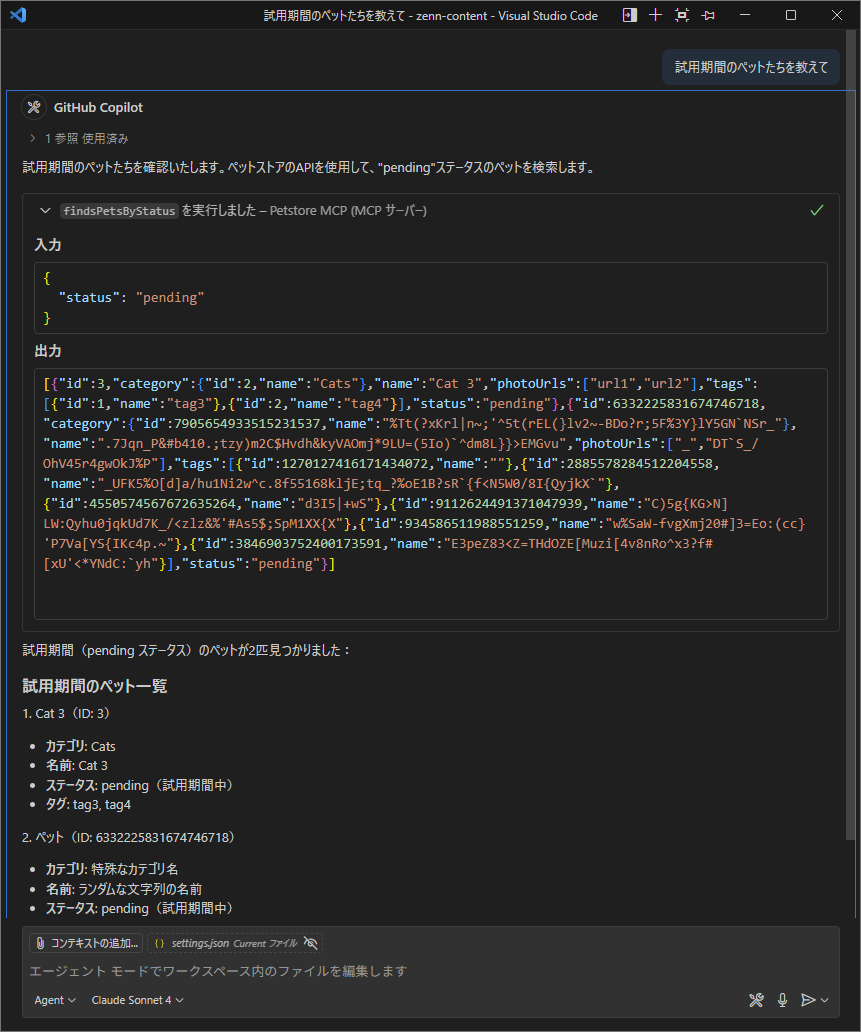 試用期間のペットたちを教えて - zenn-content - Visual Studio Code
試用期間のペットたちを教えて
GitHub Copilot
1 参照 使用済み
試用期間のペットたちを確認いたします。ペットストアのAPIを使用して、"pending"ステータスのペットを検索します。
findsPetsByStatus を実行しました – Petstore MCP (MCP サーバー)
入力
{
"status": "pending"
}
出力
[{"id":3,"category":{"id":2,"name":"Cats"},"name":"Cat 3","photoUrls":["url1","url2"],"tags":
[{"id":1,"name":"tag3"},{"id":2,"name":"tag4"}],"status":"pending"},{"id":6332225831674746718,
"category":{"id":7905654933515231537,"name":"%Tt(?xKrl|n~;'^5t(rEL(}lv2~-BDo?r;5F%3Y}lY5GN`NSr_"},
"name":".7Jqn_P&#b410.;tzy)m2C$Hvdh&kyVAOmj*9LU=(5Io)`^dm8L}}>EMGvu","photoUrls":["_","DT`S_/
OhV45r4gwOkJ%P"],"tags":[{"id":1270127416171434072,"name":""},{"id":2885578284512204558,
"name":"_UFK5%O[d]a/hu1Ni2w^c.8f55168kljE;tq_?%oE1B?sR`{f<N5W0/8I{QyjkX`"},
{"id":4550574567672635264,"name":"d3I5|+wS"},{"id":9112624491371047939,"name":"C)5g{KG>N]
LW:Qyhu0jqkUd7K_/<zlz&%'#As5$;SpM1XX{X"},{"id":934586511988551259,"name":"w%SaW-fvgXmj20#]3=Eo:(cc}
'P7Va[YS{IKc4p.~"},{"id":3846903752400173591,"name":"E3peZ83<Z=THdOZE[Muzi[4v8nRo^x3?f#
[xU'<*YNdC:`yh"}],"status":"pending"}]
試用期間（pending ステータス）のペットが2匹見つかりました：
試用期間のペット一覧
1. Cat 3（ID: 3）
• カテゴリ: Cats
• 名前: Cat 3
• ステータス: pending（試用期間中）
• タグ: tag3, tag4
2. ペット（ID: 6332225831674746718）
• カテゴリ: 特殊なカテゴリ名
• 名前: ランダムな文字列の名前
• ステータス: pending（試用期間中）
コンテキストの追加... {} settings.json Current ファイル
エージェント モードでワークスペース内のファイルを編集します
Agent Claude Sonnet 4